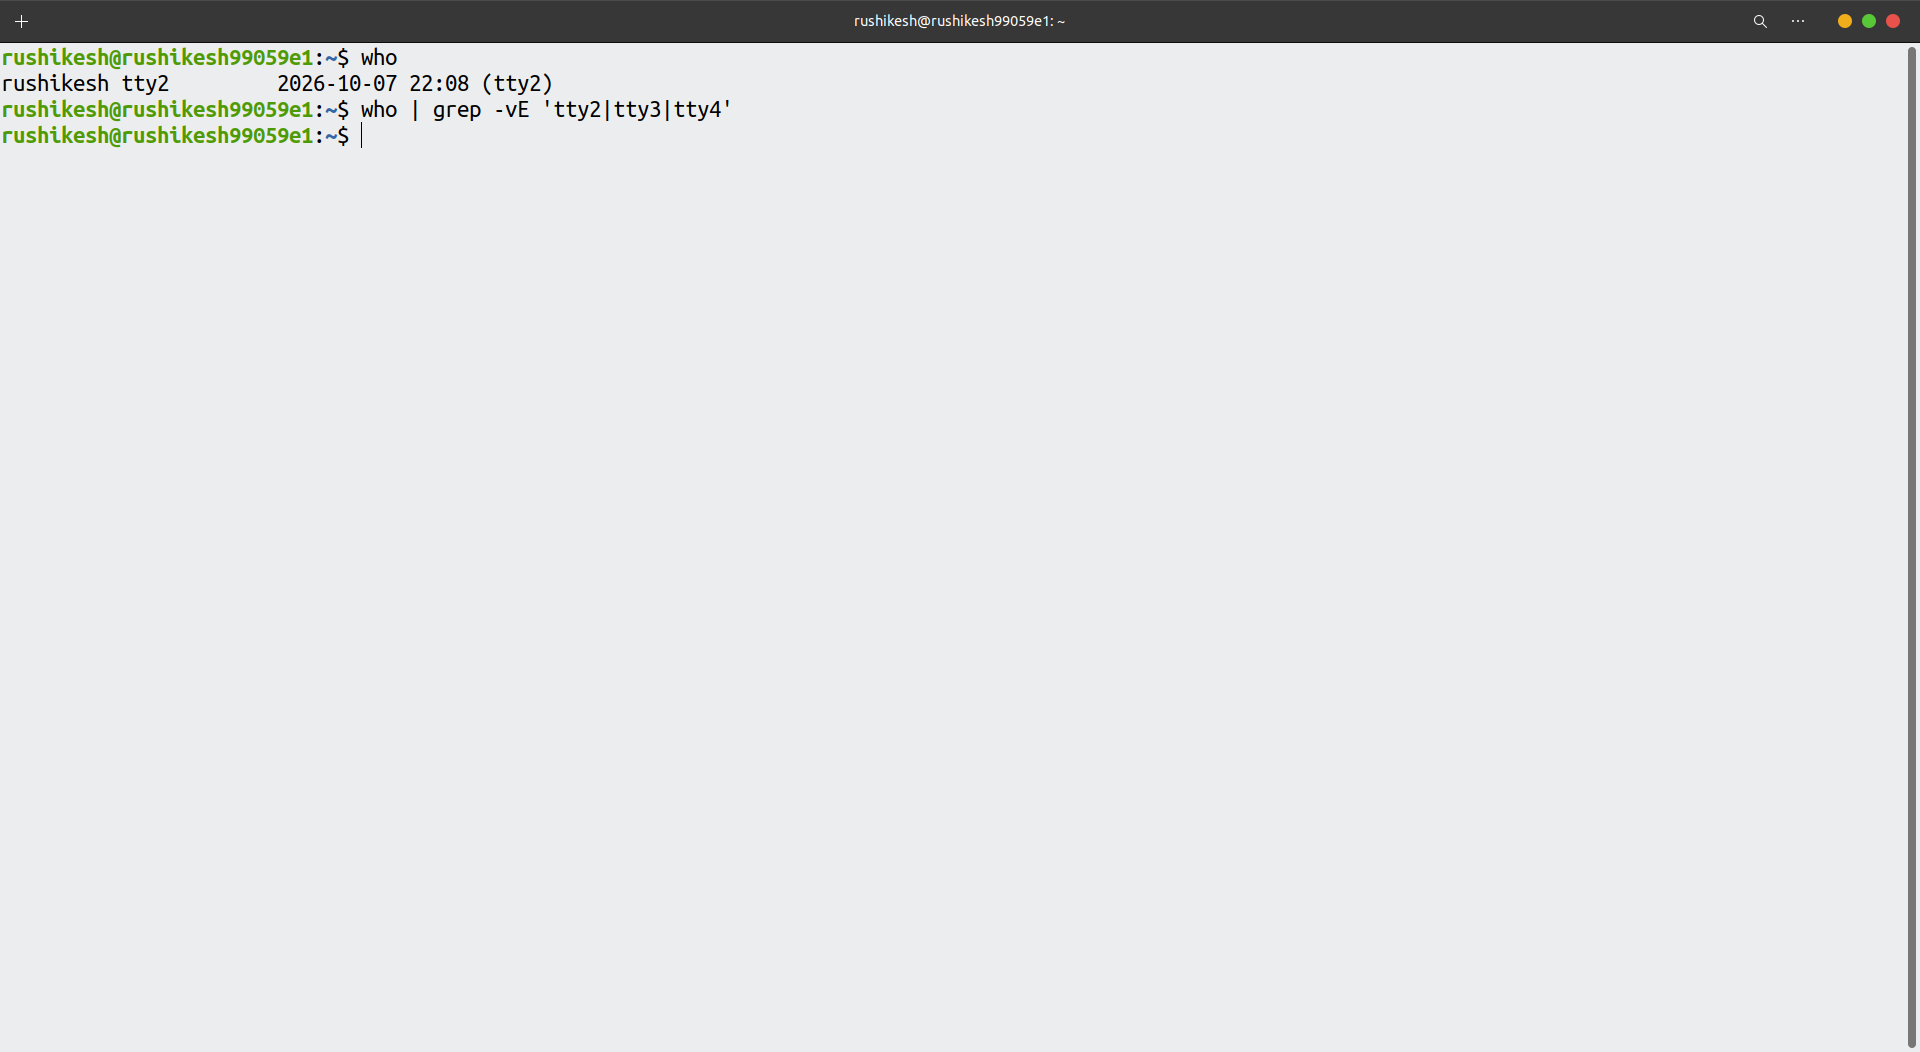 rushikesh@rushikesh99059e1: ~
rushikesh@rushikesh99059e1:~$ who
rushikesh tty2         2026-10-07 22:08 (tty2)
rushikesh@rushikesh99059e1:~$ who | grep -vE 'tty2|tty3|tty4'
rushikesh@rushikesh99059e1:~$